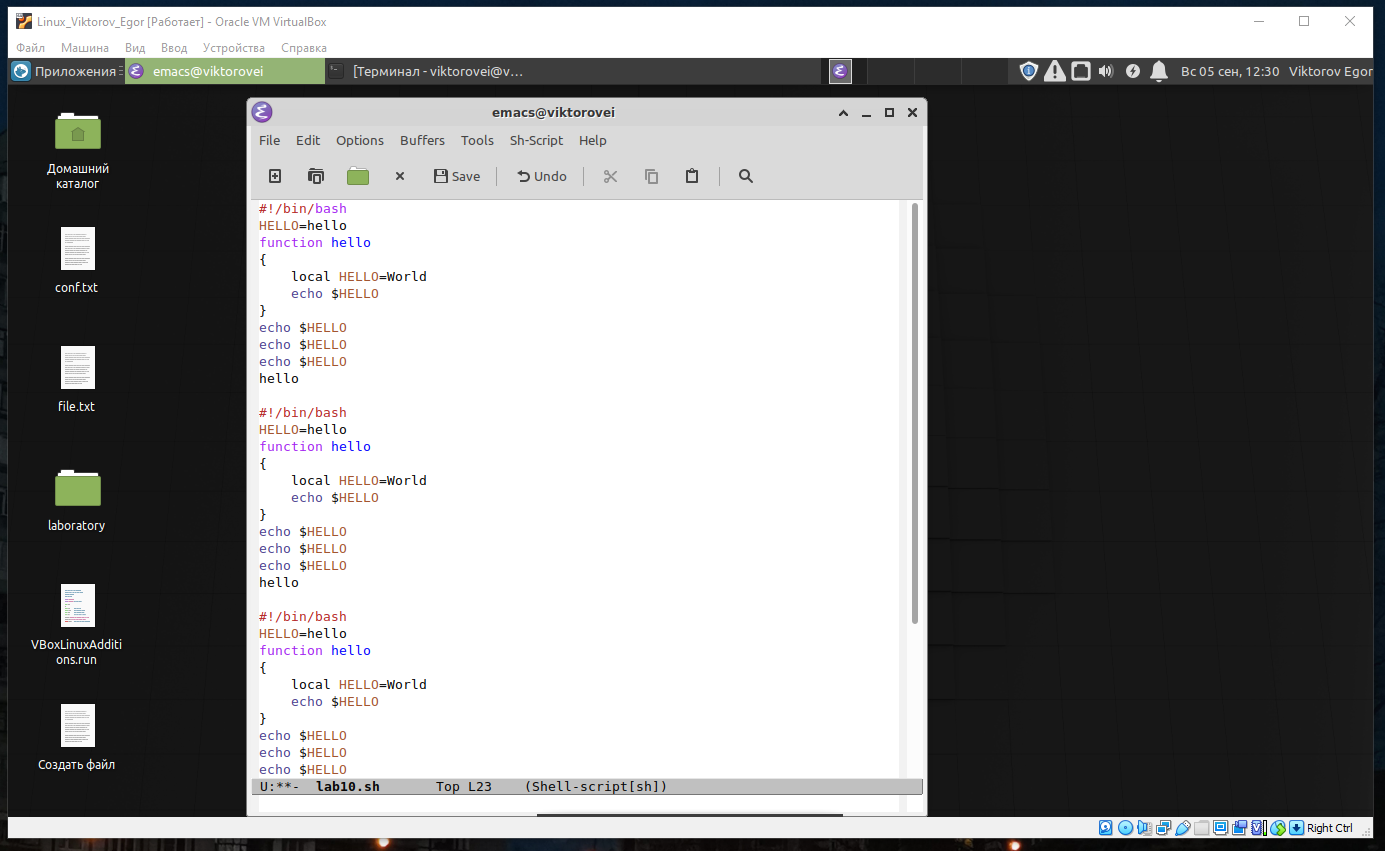 Linux_Viktorov_Egor [Работает] - Oracle VM VirtualBox
Файл Машина Вид Ввод Устройства Справка
Приложения emacs@viktorovei [Терминал - viktorovei@v… Вс 05 сен, 12:30 Viktorov Egor
Домашний
каталог
conf.txt
file.txt
laboratory
VBoxLinuxAdditi
ons.run
Создать файл
emacs@viktorovei
File Edit Options Buffers Tools Sh-Script Help
Save Undo
#!/bin/bash
HELLO=hello
function hello
{
    local HELLO=World
    echo $HELLO
}
echo $HELLO
echo $HELLO
echo $HELLO
hello

#!/bin/bash
HELLO=hello
function hello
{
    local HELLO=World
    echo $HELLO
}
echo $HELLO
echo $HELLO
echo $HELLO
hello

#!/bin/bash
HELLO=hello
function hello
{
    local HELLO=World
    echo $HELLO
}
echo $HELLO
echo $HELLO
echo $HELLO
U:**- lab10.sh Top L23 (Shell-script[sh])
Right Ctrl